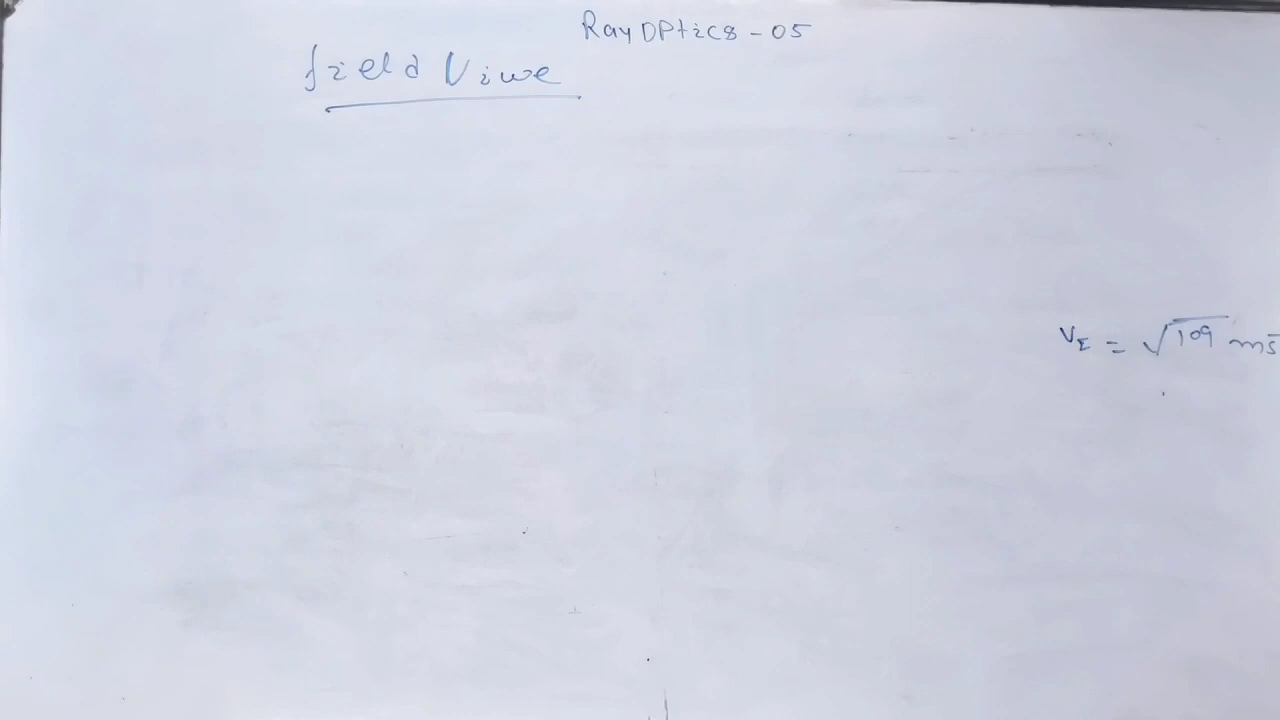 Ray OPtics - 05
field Viwe
V_I = √109 ms̄